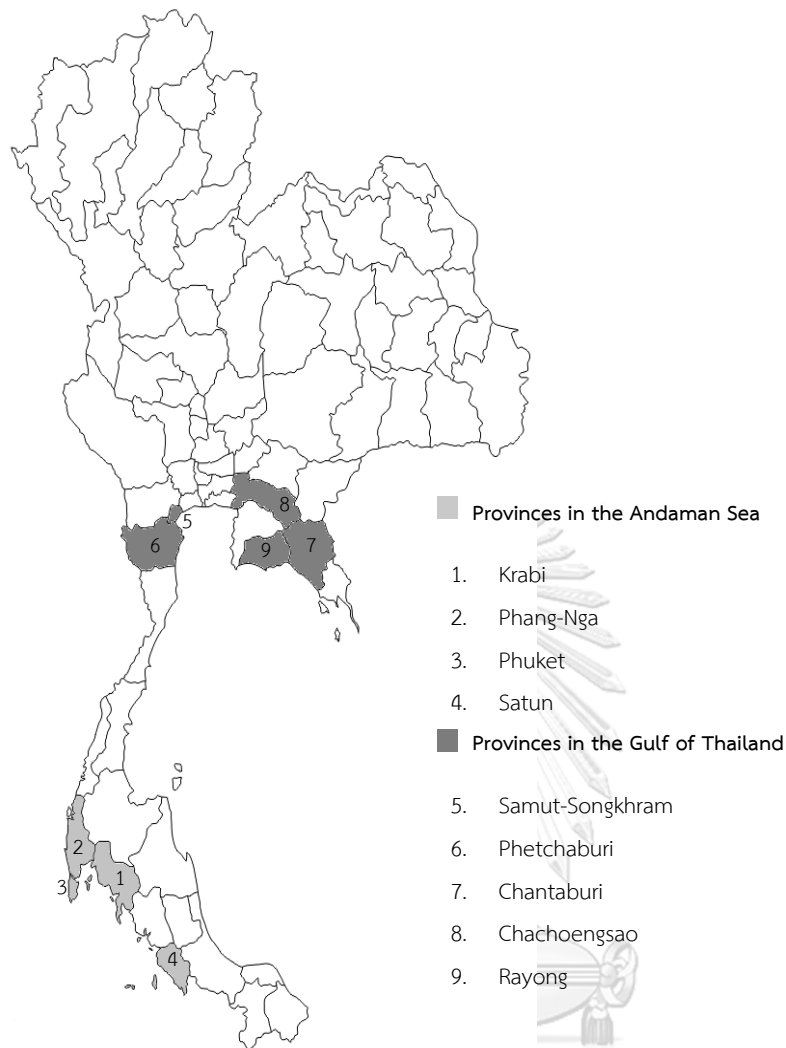 Provinces in the Andaman Sea
1. Krabi
2. Phang-Nga
3. Phuket
4. Satun
Provinces in the Gulf of Thailand
5. Samut-Songkhram
6. Phetchaburi
7. Chantaburi
8. Chachoengsao
9. Rayong
8
5
6
9
7
2
1
3
4